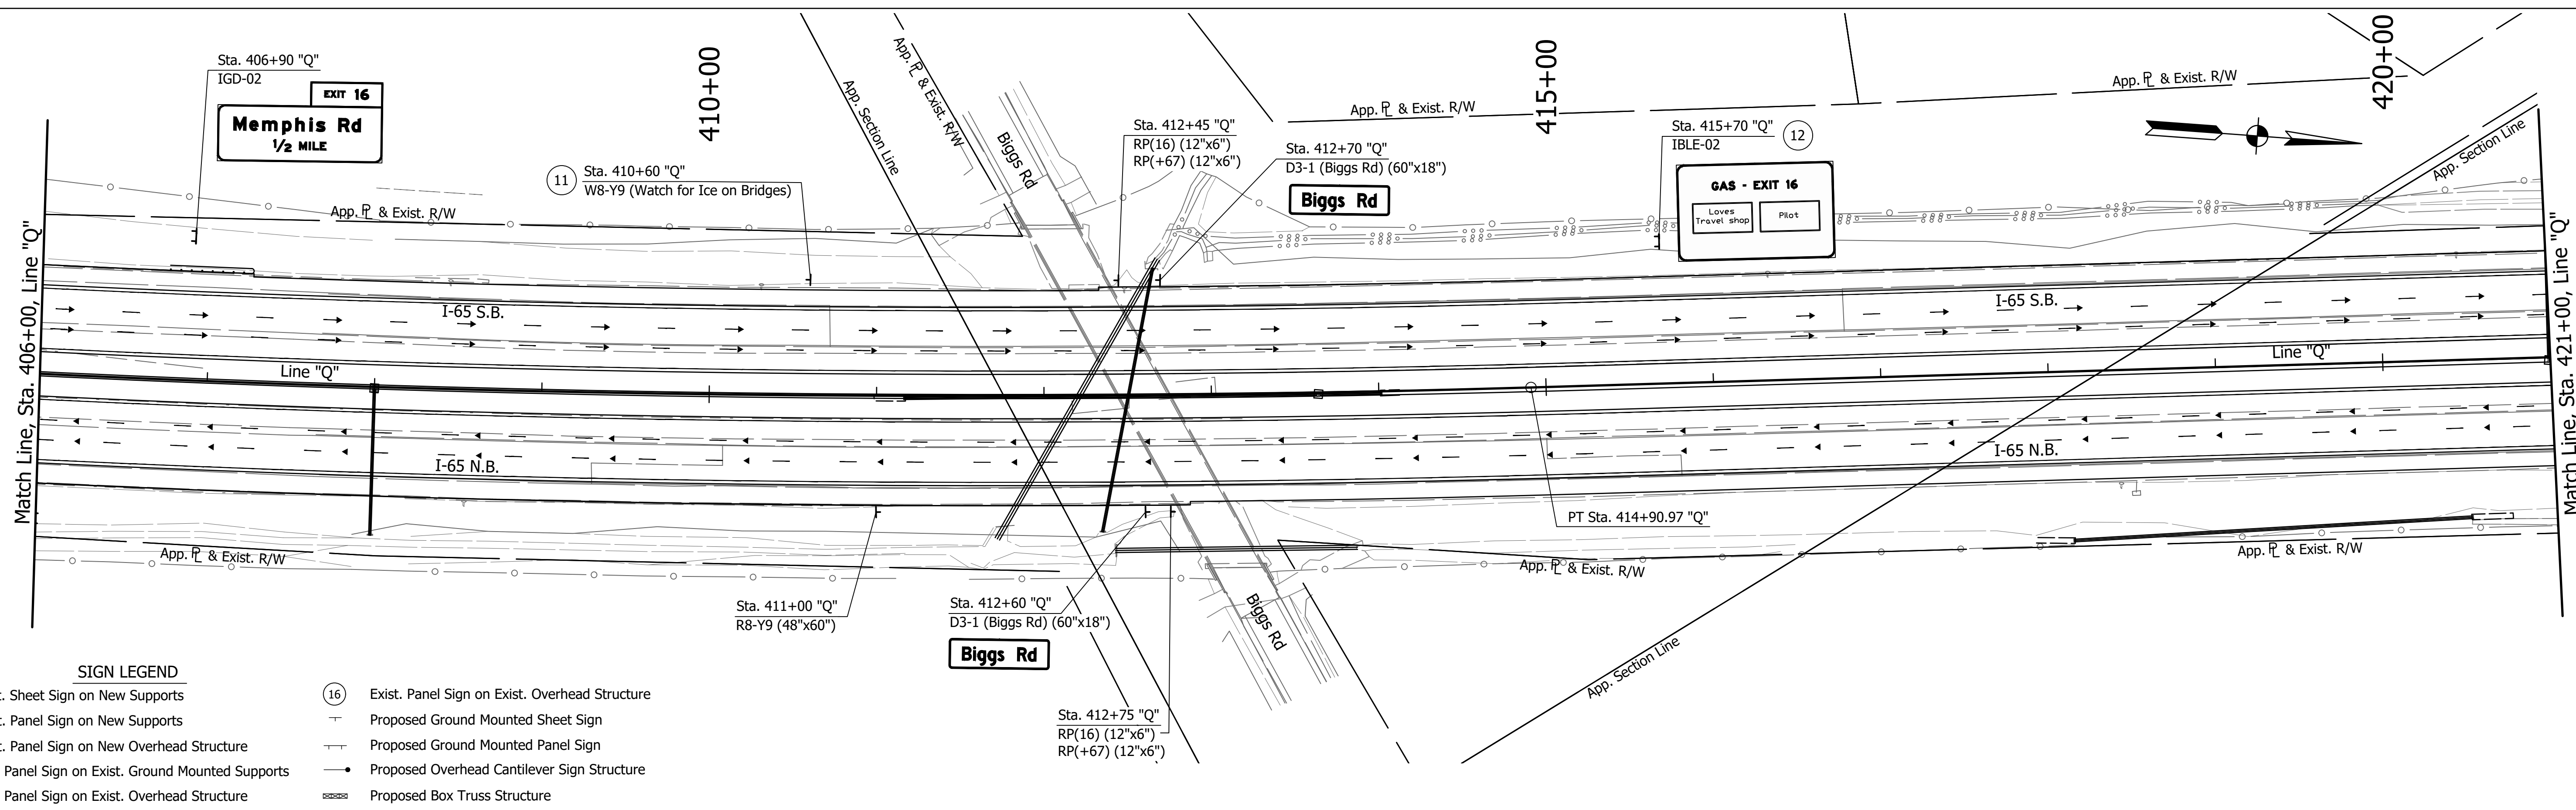 Sta. 406+90 "Q"
IGD-02
EXIT 16
Memphis Rd
1/2 MILE
410+00
App. Section Line
App. PL & Exist. R/W
Biggs Rd
415+00
420+00
App. PL & Exist. R/W
App. PL & Exist. R/W
Sta. 412+45 "Q"
RP(16) (12"x6")
RP(+67) (12"x6")
Sta. 412+70 "Q"
D3-1 (Biggs Rd) (60"x18")
Biggs Rd
Sta. 415+70 "Q"
IBLE-02
12
GAS - EXIT 16
Loves
Travel shop
Pilot
App. Section Line
11
Sta. 410+60 "Q"
W8-Y9 (Watch for Ice on Bridges)
App. PL & Exist. R/W
Match Line, Sta. 406+00, Line "Q"
I-65 S.B.
I-65 S.B.
Line "Q"
Line "Q"
Match Line, Sta. 421+00, Line "Q"
I-65 N.B.
I-65 N.B.
PT Sta. 414+90.97 "Q"
App. PL & Exist. R/W
App. PL & Exist. R/W
App. PL & Exist. R/W
Sta. 411+00 "Q"
R8-Y9 (48"x60")
Sta. 412+60 "Q"
D3-1 (Biggs Rd) (60"x18")
Biggs Rd
Biggs Rd
App. Section Line
Sta. 412+75 "Q"
RP(16) (12"x6")
RP(+67) (12"x6")
SIGN LEGEND
t. Sheet Sign on New Supports
t. Panel Sign on New Supports
t. Panel Sign on New Overhead Structure
Panel Sign on Exist. Ground Mounted Supports
Panel Sign on Exist. Overhead Structure
16 Exist. Panel Sign on Exist. Overhead Structure
Proposed Ground Mounted Sheet Sign
Proposed Ground Mounted Panel Sign
Proposed Overhead Cantilever Sign Structure
Proposed Box Truss Structure